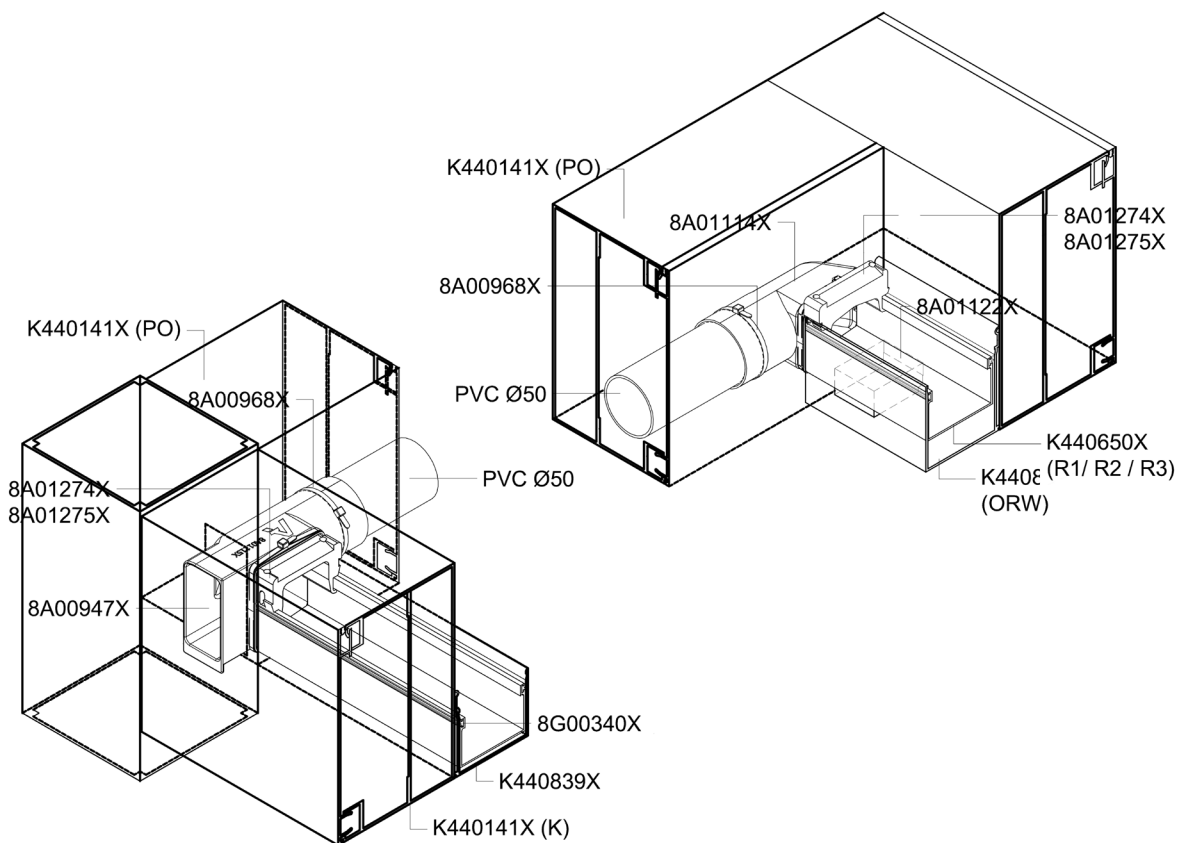 K440141X (PO)
8A01114X
8A01274X
8A01275X
8A00968X
8A01122X
PVC Ø50
K440650X
(R1/ R2 / R3)
K4408
(ORW)
K440141X (PO)
8A00968X
PVC Ø50
8A01274X
8A01275X
8A00947X
8G00340X
K440839X
K440141X (K)